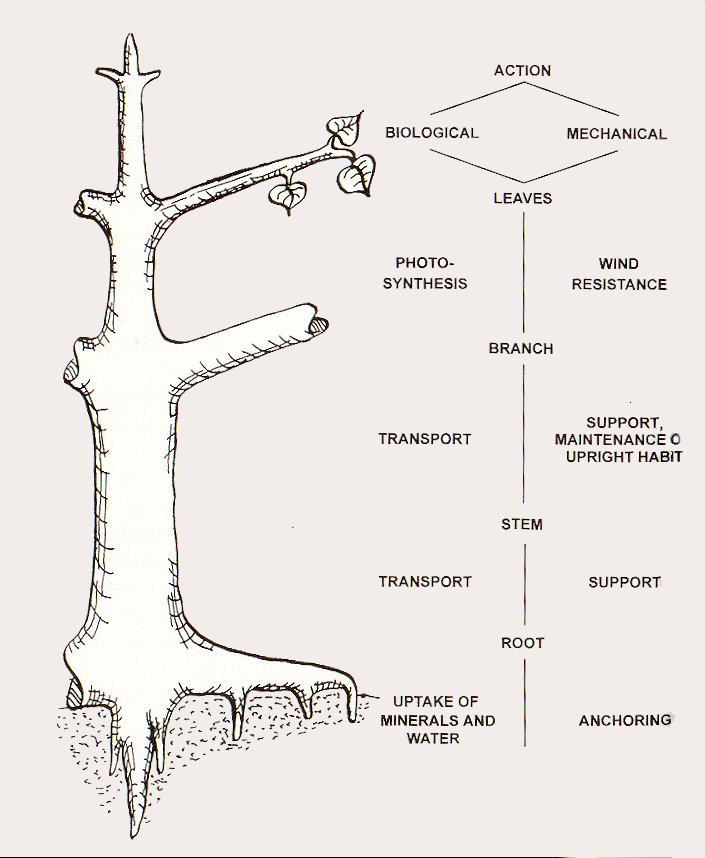 ACTION
BIOLOGICAL MECHANICAL
LEAVES
PHOTO-
SYNTHESIS
WIND
RESISTANCE
BRANCH
TRANSPORT
SUPPORT,
MAINTENANCE O
UPRIGHT HABIT
STEM
TRANSPORT
SUPPORT
ROOT
UPTAKE OF
MINERALS AND
WATER
ANCHORING